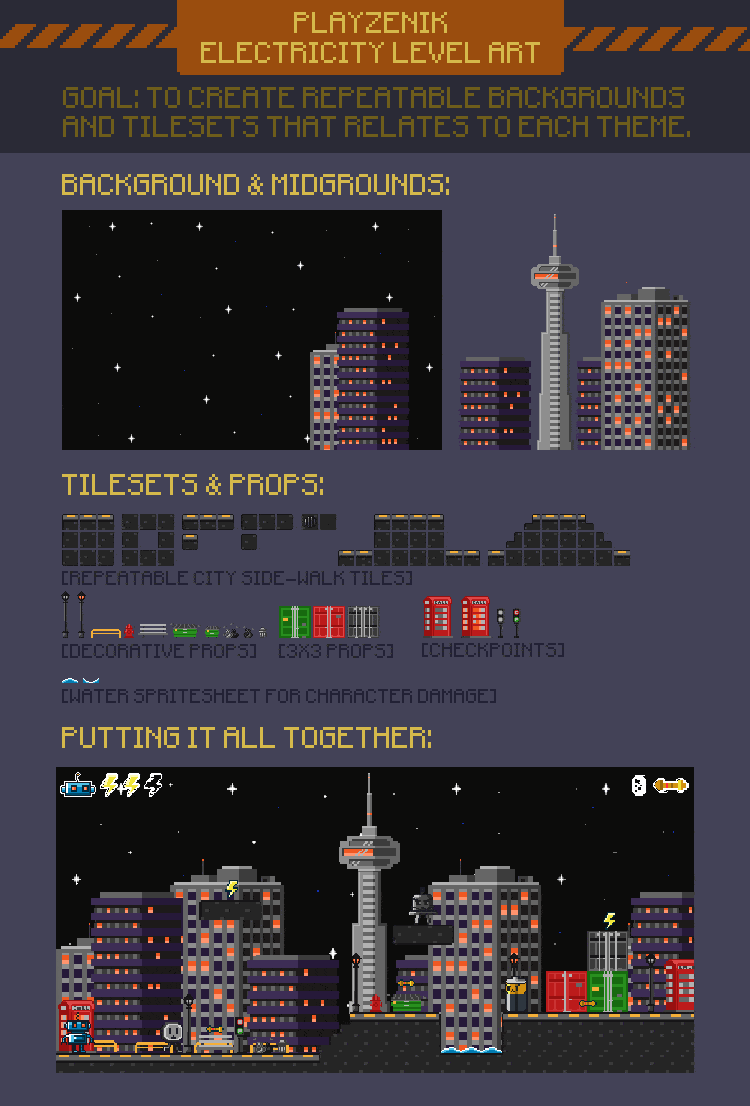 PLAYZENIK
ELECTRICITY LEVEL ART
GOAL: TO CREATE REPEATABLE BACKGROUNDS
AND TILESETS THAT RELATES TO EACH THEME.
BACKGROUND & MIDGROUNDS:
TILESETS & PROPS:
[REPEATABLE CITY SIDE-WALK TILES]
[DECORATIVE PROPS] [3X3 PROPS] [CHECKPOINTS]
[WATER SPRITESHEET FOR CHARACTER DAMAGE]
PUTTING IT ALL TOGETHER: